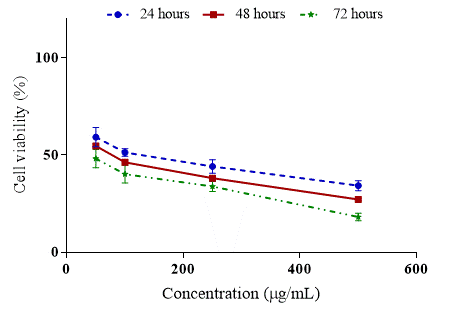 24 hours 48 hours 72 hours
100
50
0
0 200 400 600
Cell viability (%)
Concentration (μg/mL)